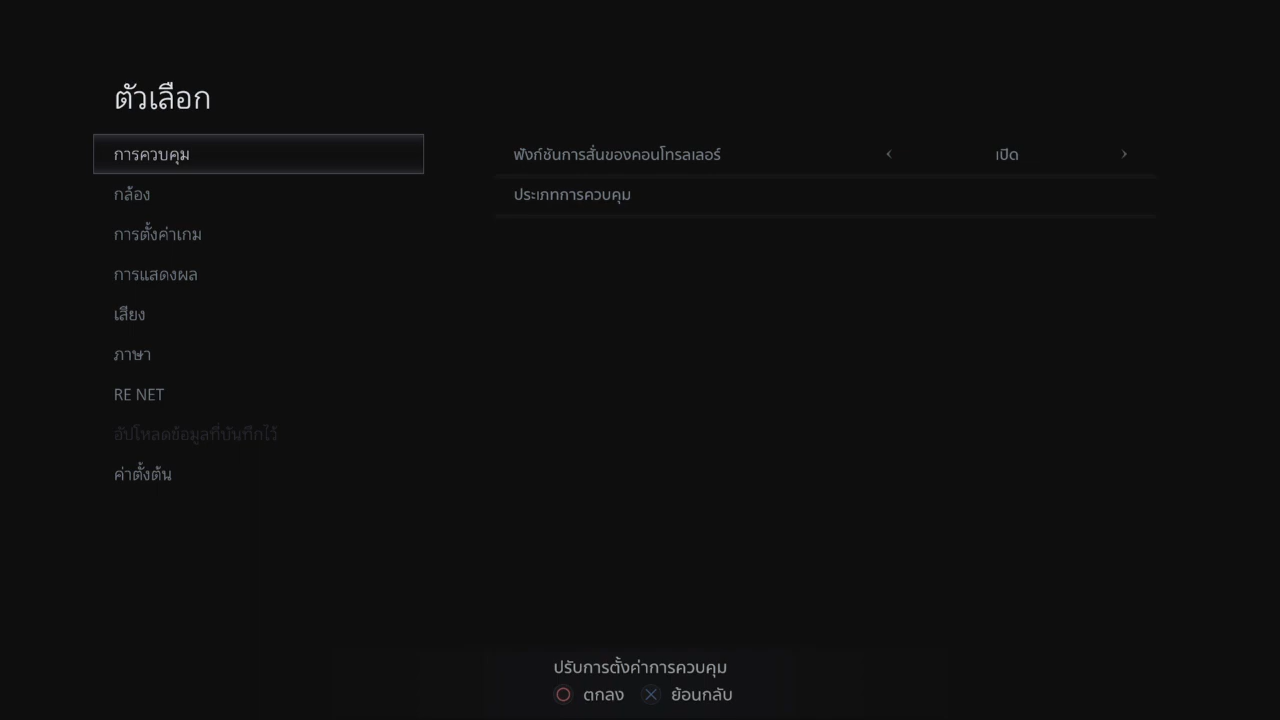 ตัวเลือก
การควบคุม
กล้อง
การตั้งค่าเกม
การแสดงผล
เสียง
ภาษา
RE NET
อัปโหลดข้อมูลที่บันทึกไว้
ค่าตั้งต้น
ฟังก์ชันการสั่นของคอนโทรลเลอร์ ‹ เปิด ›
ประเภทการควบคุม
ปรับการตั้งค่าการควบคุม
ตกลง ย้อนกลับ